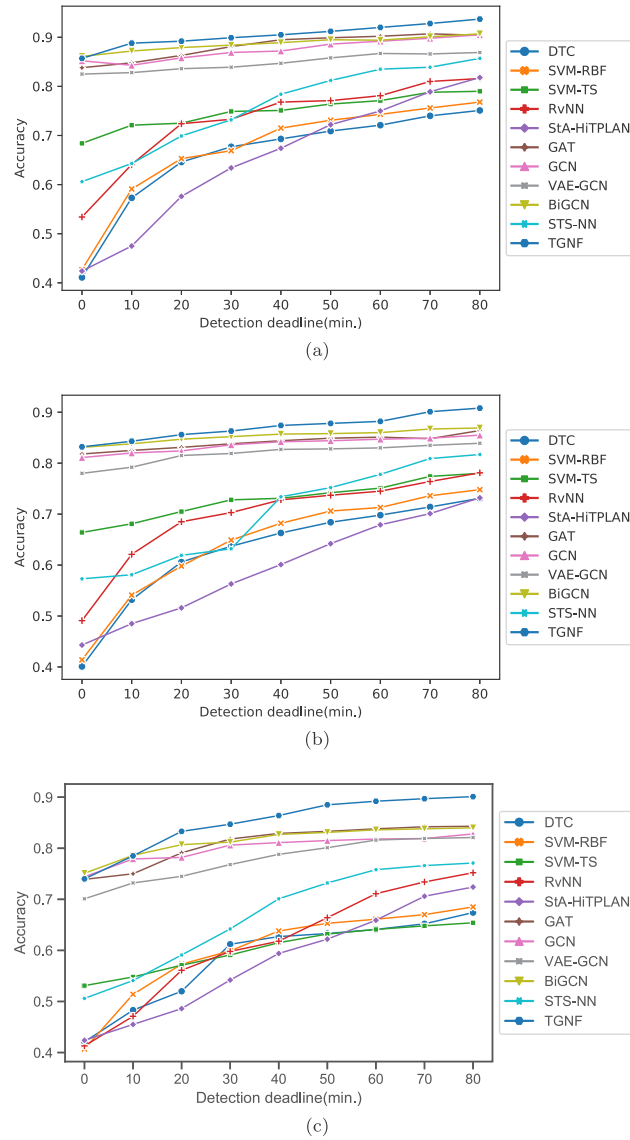 Accuracy
0.9
0.8
0.7
0.6
0.5
0.4
0 10 20 30 40 50 60 70 80
Detection deadline(min.)
DTC
SVM-RBF
SVM-TS
RvNN
StA-HiTPLAN
GAT
GCN
VAE-GCN
BiGCN
STS-NN
TGNF
(a)
Accuracy
0.9
0.8
0.7
0.6
0.5
0.4
0 10 20 30 40 50 60 70 80
Detection deadline(min.)
DTC
SVM-RBF
SVM-TS
RvNN
StA-HiTPLAN
GAT
GCN
VAE-GCN
BiGCN
STS-NN
TGNF
(b)
Accuracy
0.9
0.8
0.7
0.6
0.5
0.4
0 10 20 30 40 50 60 70 80
Detection deadline(min.)
DTC
SVM-RBF
SVM-TS
RvNN
StA-HiTPLAN
GAT
GCN
VAE-GCN
BiGCN
STS-NN
TGNF
(c)